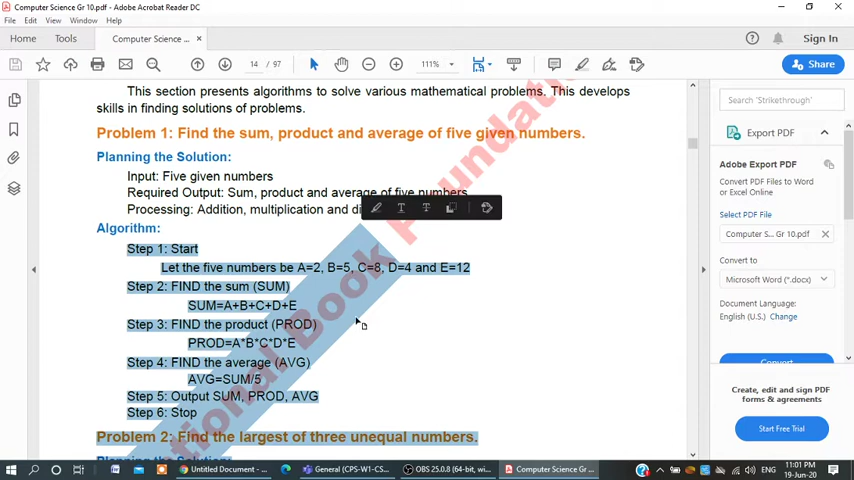 Computer Science Gr 10.pdf - Adobe Acrobat Reader DC
File Edit View Window Help
Home Tools Computer Science ... × Sign In
14 / 97 111% Share
This section presents algorithms to solve various mathematical problems. This develops
skills in finding solutions of problems.
Problem 1: Find the sum, product and average of five given numbers.
Planning the Solution:
Input: Five given numbers
Required Output: Sum, product and average of five numbers
Processing: Addition, multiplication and di
Algorithm:
Step 1: Start
Let the five numbers be A=2, B=5, C=8, D=4 and E=12
Step 2: FIND the sum (SUM)
SUM=A+B+C+D+E
Step 3: FIND the product (PROD)
PROD=A*B*C*D*E
Step 4: FIND the average (AVG)
AVG=SUM/5
Step 5: Output SUM, PROD, AVG
Step 6: Stop
Problem 2: Find the largest of three unequal numbers.
Planning the Solution:
tional Book Foundati
Search 'Strikethrough'
Export PDF
Adobe Export PDF
Convert PDF Files to Word
or Excel Online
Select PDF File
Computer S... Gr 10.pdf
Convert to
Microsoft Word (*.docx)
Document Language:
English (U.S.) Change
Convert
Create, edit and sign PDF
forms & agreements
Start Free Trial
Untitled Document - ...
General (CPS-W1-CS...
OBS 25.0.8 (64-bit, wi...
Computer Science Gr...
ENG
11:01 PM
19-Jun-20